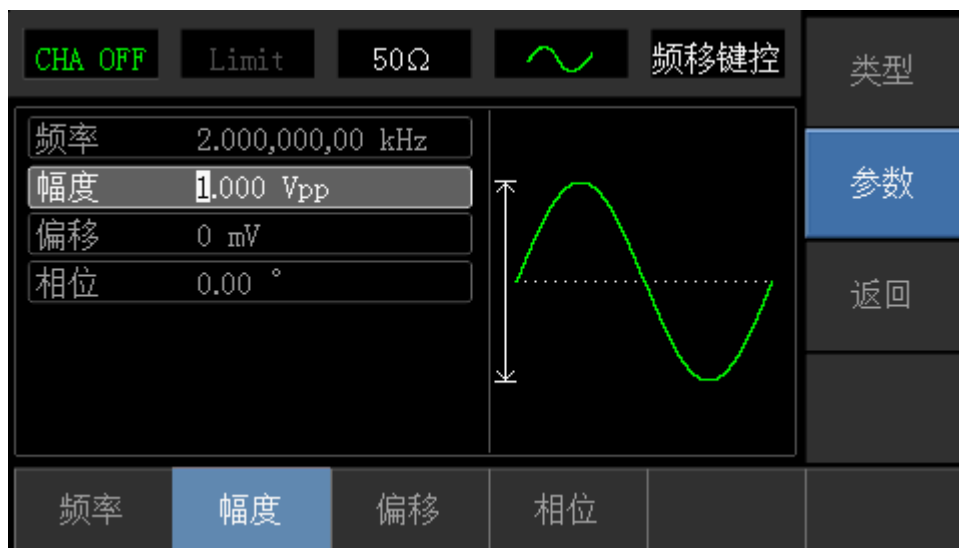 CHA OFF Limit 50Ω 频移键控
类型
频率 2.000,000,00 kHz
幅度 1.000 Vpp
参数
偏移 0 mV
相位 0.00 °
返回
频率 幅度 偏移 相位